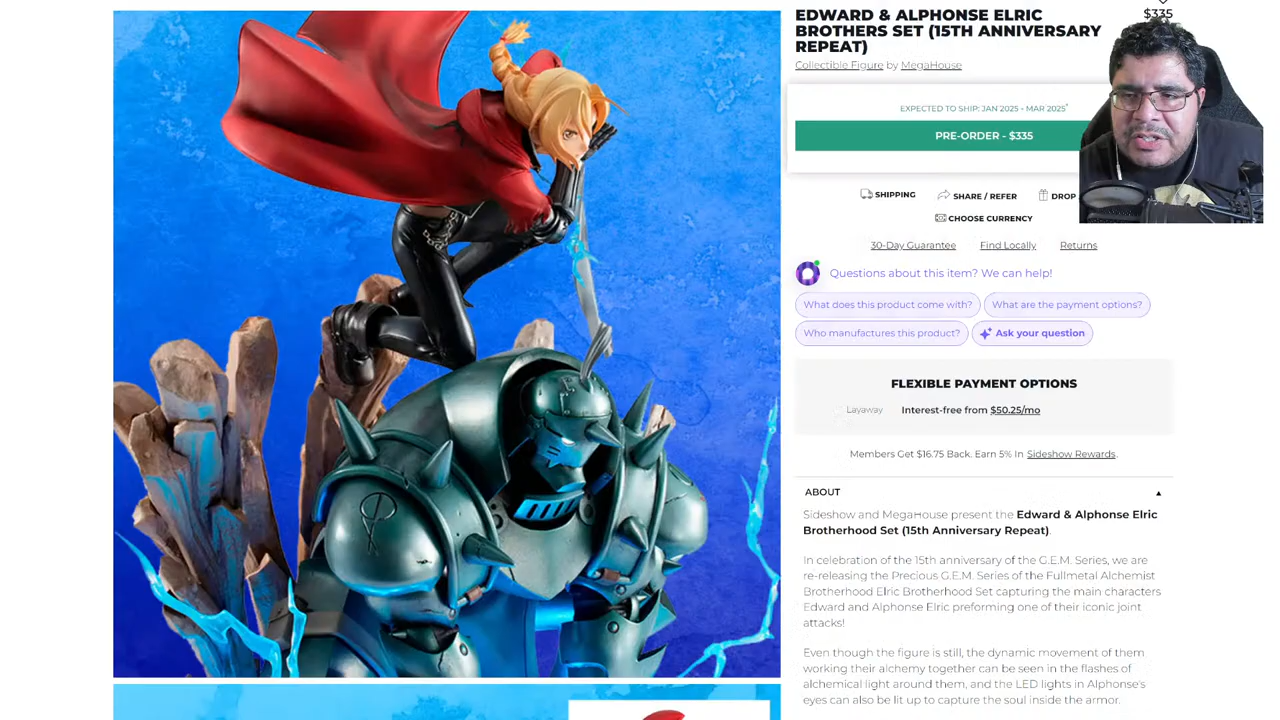 EDWARD & ALPHONSE ELRIC
BROTHERS SET (15TH ANNIVERSARY
REPEAT)
$335
Collectible Figure by MegaHouse
EXPECTED TO SHIP: JAN 2025 - MAR 2025*
PRE-ORDER - $335
SHIPPING
SHARE / REFER
DROP
CHOOSE CURRENCY
30-Day Guarantee
Find Locally
Returns
Questions about this item? We can help!
What does this product come with?
What are the payment options?
Who manufactures this product?
Ask your question
FLEXIBLE PAYMENT OPTIONS
Layaway
Interest-free from $50.25/mo
Members Get $16.75 Back. Earn 5% In Sideshow Rewards.
ABOUT
Sideshow and MegaHouse present the Edward & Alphonse Elric
Brotherhood Set (15th Anniversary Repeat).
In celebration of the 15th anniversary of the G.E.M. Series, we are
re-releasing the Precious G.E.M. Series of the Fullmetal Alchemist
Brotherhood Elric Brotherhood Set capturing the main characters
Edward and Alphonse Elric preforming one of their iconic joint
attacks!
Even though the figure is still, the dynamic movement of them
working their alchemy together can be seen in the flashes of
alchemical light around them, and the LED lights in Alphonse's
eyes can also be lit up to capture the soul inside the armor.